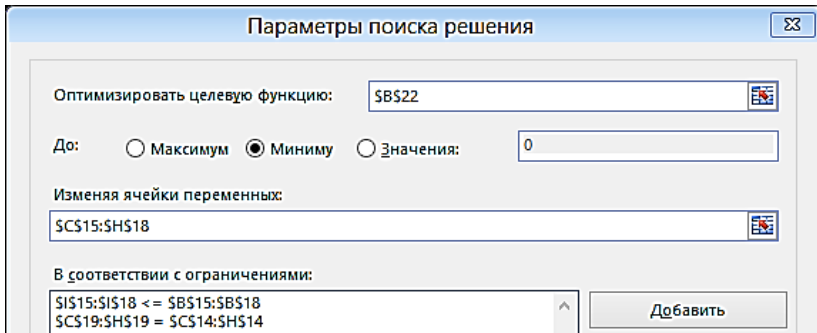 Параметры поиска решения
Оптимизировать целевую функцию: $B$22
До: Максимум Миниму Значения: 0
Изменяя ячейки переменных:
$C$15:$H$18
В соответствии с ограничениями:
$I$15:$I$18 <= $B$15:$B$18
$C$19:$H$19 = $C$14:$H$14
Добавить